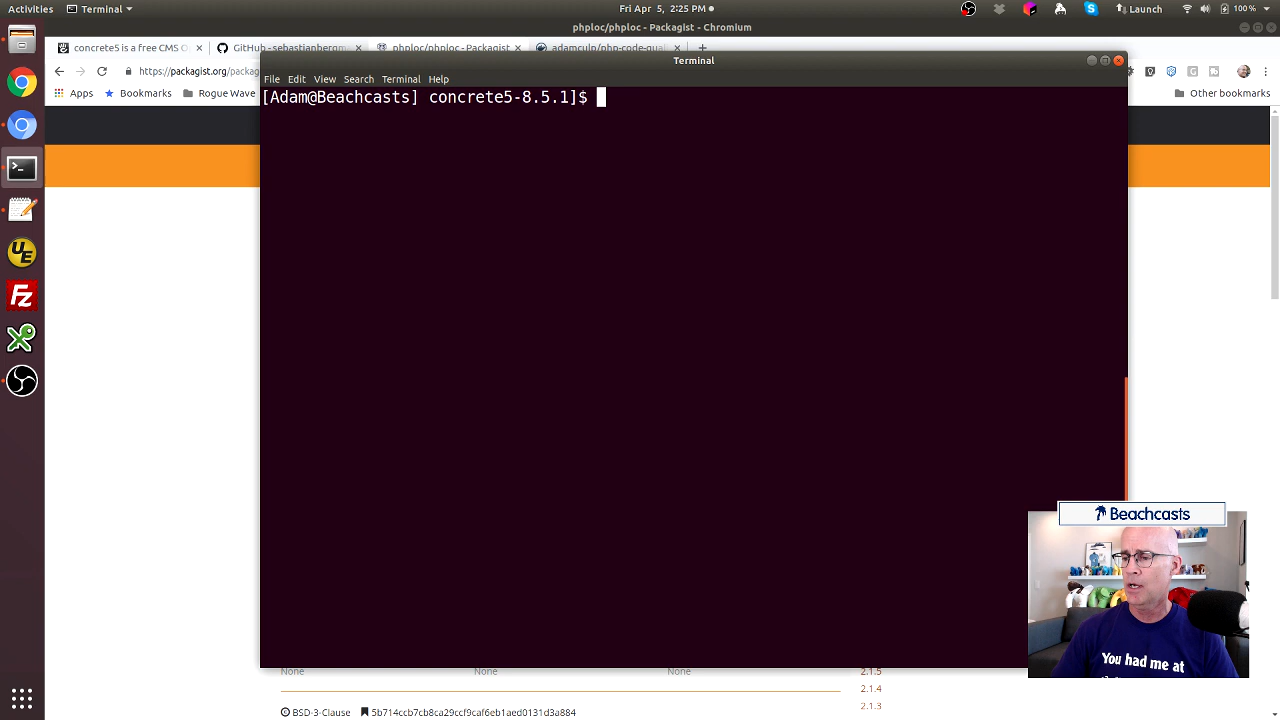 Activities
Terminal
Fri Apr 5, 2:25 PM
Launch
100 %
phploc/phploc - Packagist - Chromium
concrete5 is a free CMS O
GitHub - sebastianbergm
phploc/phploc - Packagist
adamculp/php-code-qual
https://packagist.org/packag
Apps
Bookmarks
Rogue Wave
Other bookmarks
Terminal
File Edit View Search Terminal Help
[Adam@Beachcasts] concrete5-8.5.1]$
Beachcasts
You had me at
None
None
None
2.1.5
2.1.4
2.1.3
BSD-3-Clause
5b714ccb7cb8ca29ccf9caf6eb1aed0131d3a884